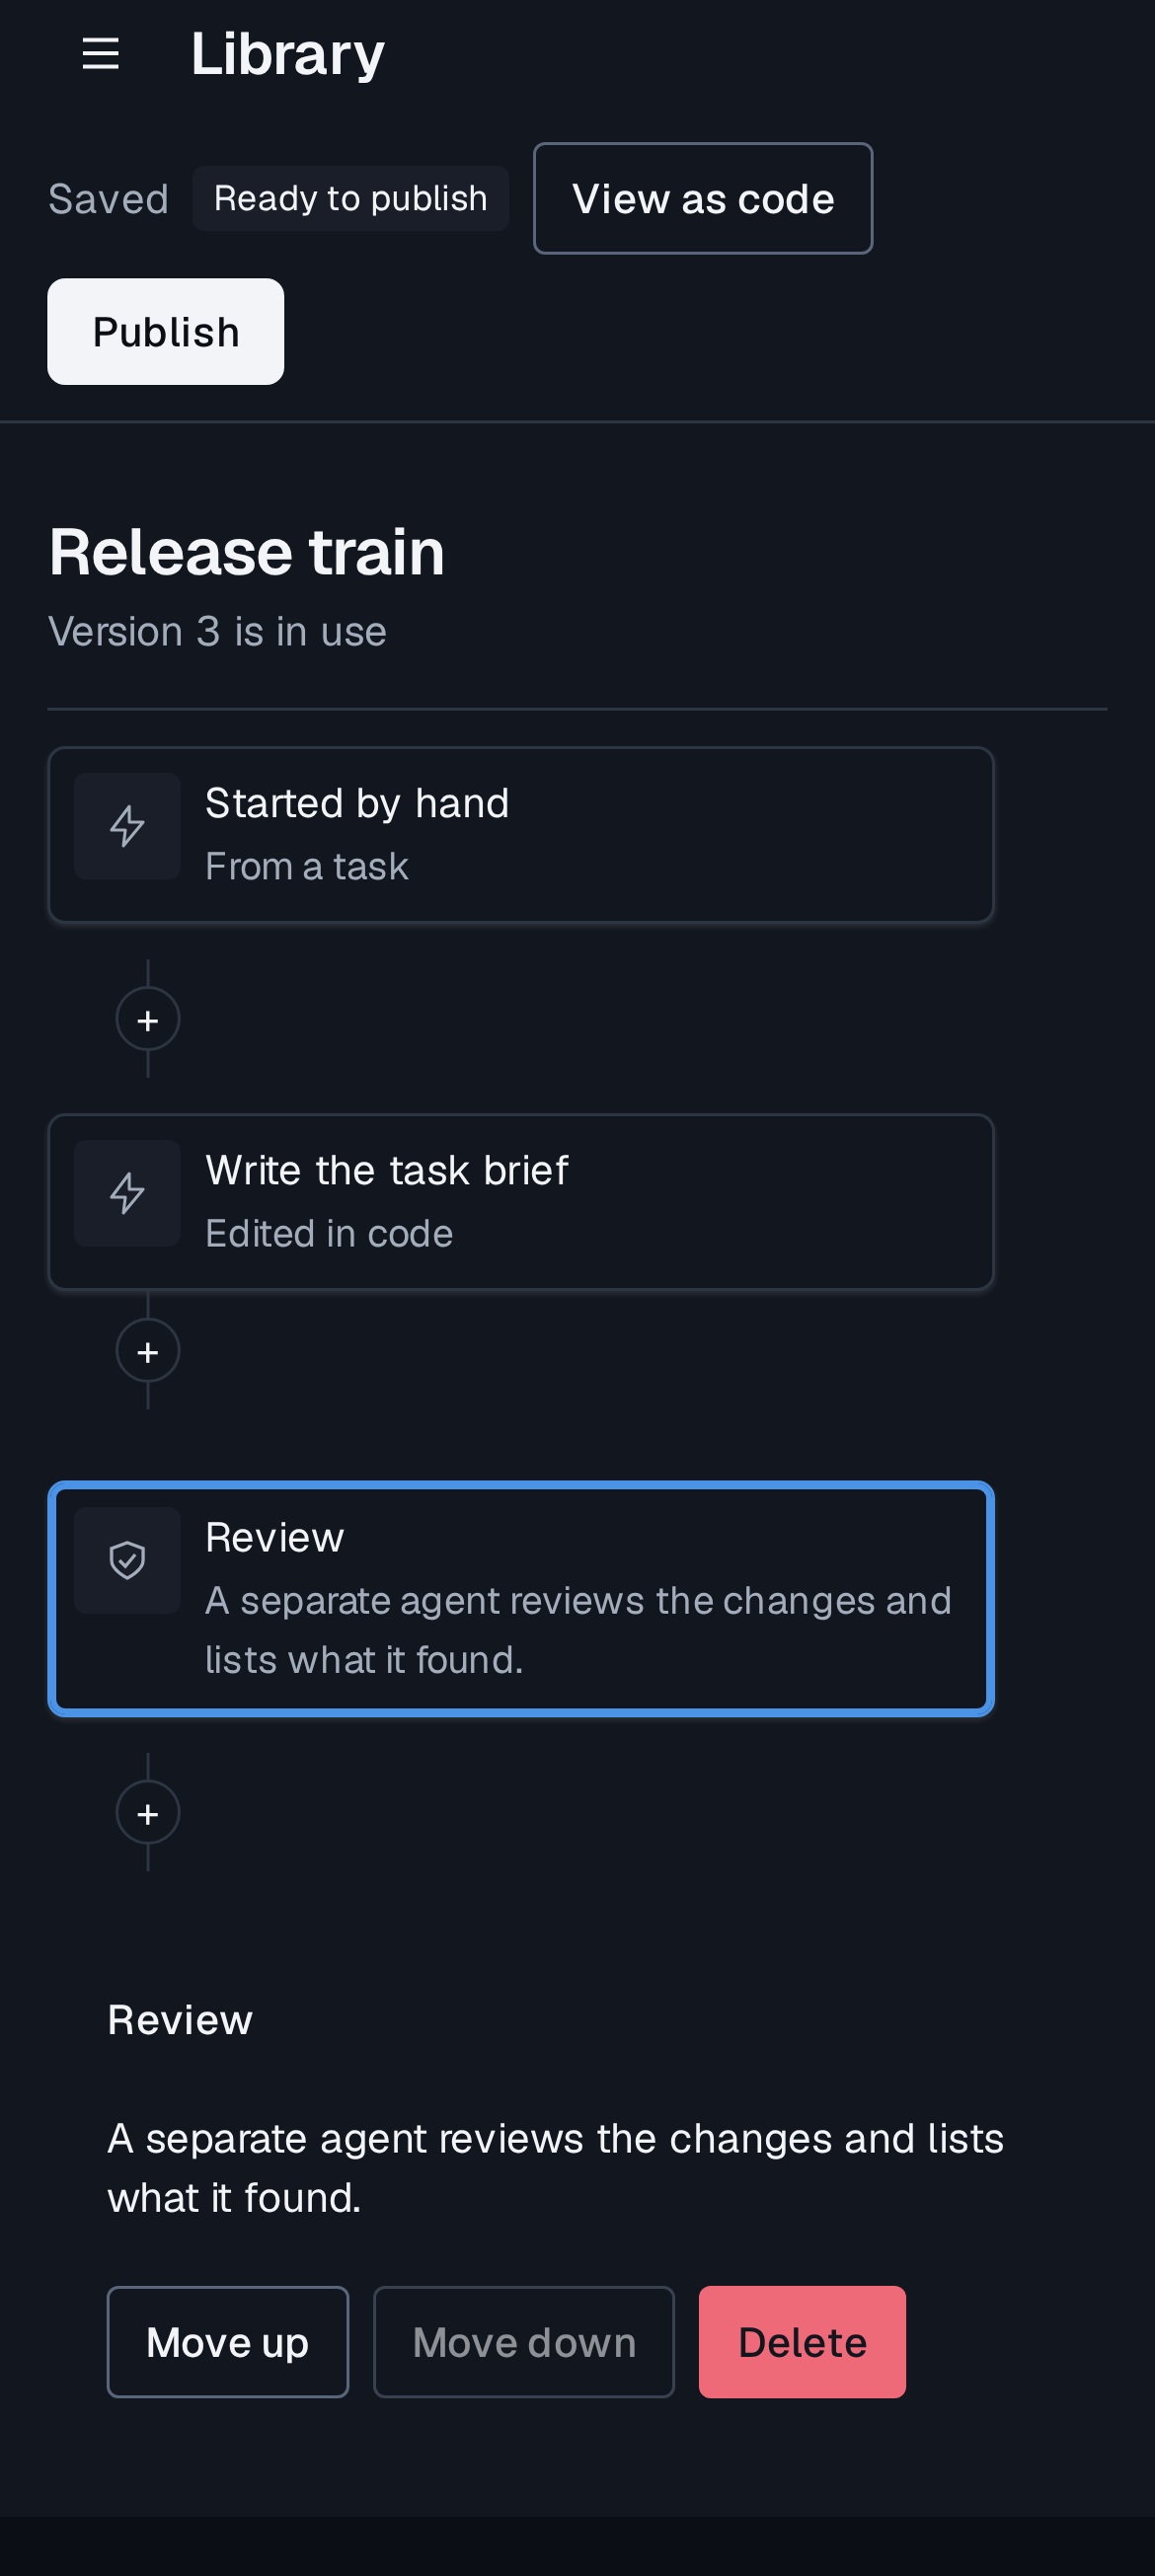 Library
Saved
Ready to publish
View as code
Publish
Release train
Version 3 is in use
Started by hand
From a task
+
Write the task brief
Edited in code
+
Review
A separate agent reviews the changes and
lists what it found.
+
Review
A separate agent reviews the changes and lists
what it found.
Move up
Move down
Delete